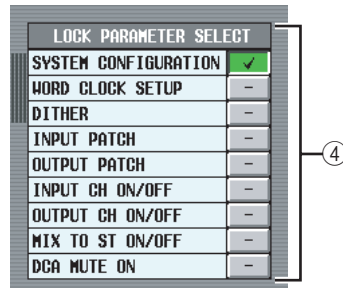 LOCK PARAMETER SELECT
SYSTEM CONFIGURATION ✓
WORD CLOCK SETUP –
DITHER –
INPUT PATCH –
OUTPUT PATCH –
INPUT CH ON/OFF –
OUTPUT CH ON/OFF –
MIX TO ST ON/OFF –
DCA MUTE ON –
④